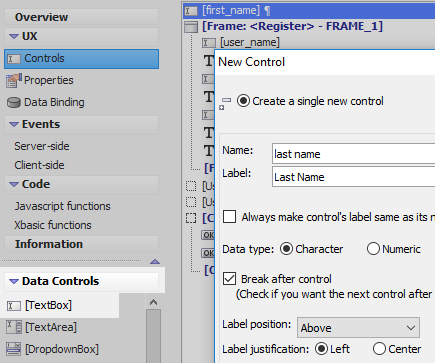 Overview
UX
Controls
Properties
Data Binding
Events
Server-side
Client-side
Code
Javascript functions
Xbasic functions
Information
Data Controls
[TextBox]
[TextArea]
[DropdownBox]
[first_name] ¶
[Frame: <Register> - FRAME_1]
[user_name]
T
T
T
T
T
[F
[Us
[Us
[C
OK
OK
[C
New Control
Create a single new control
Name: last name
Label: Last Name
Always make control's label same as its n
Data type: Character Numeric
Break after control
(Check if you want the next control after
Label position: Above
Label justification: Left Center